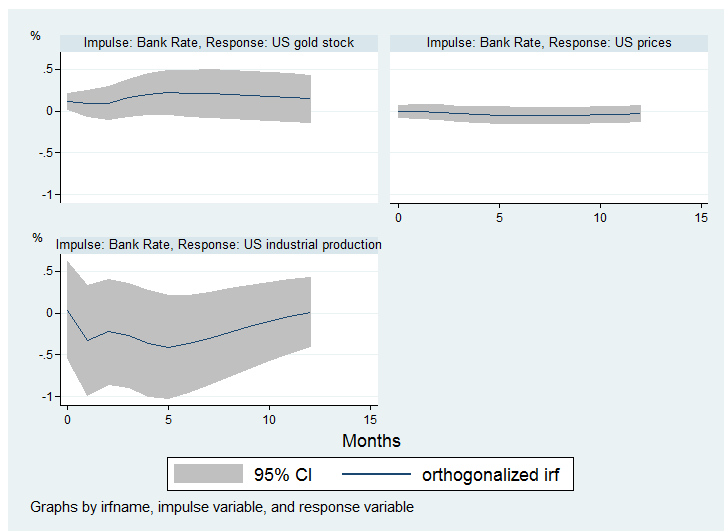 %
Impulse: Bank Rate, Response: US gold stock
Impulse: Bank Rate, Response: US prices
.5
0
-.5
-1
0 5 10 15
%
Impulse: Bank Rate, Response: US industrial production
.5
0
-.5
-1
0 5 10 15
Months
95% CI orthogonalized irf
Graphs by irfname, impulse variable, and response variable